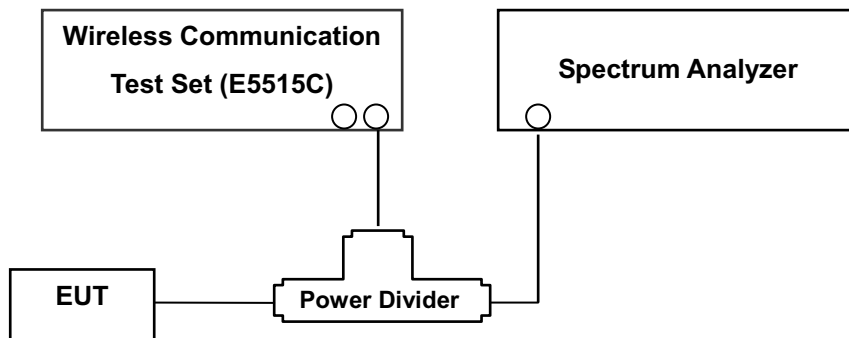 Wireless Communication
Test Set (E5515C)
Spectrum Analyzer
EUT
Power Divider